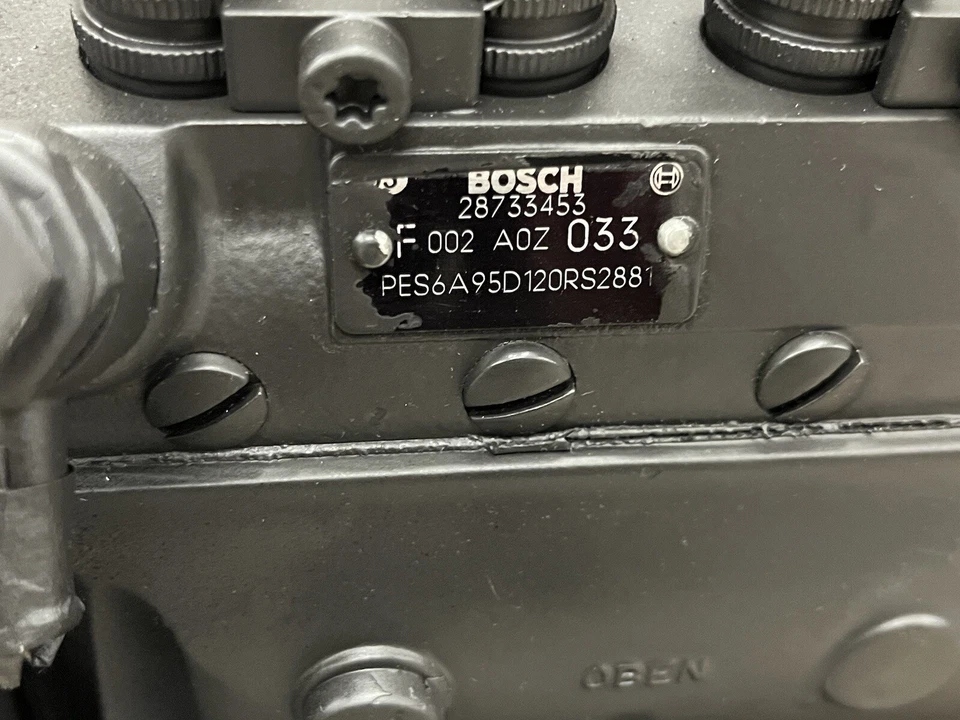 BOSCH
28733453
F 002 A0Z 033
PES6A95D120RS2881
OBEN